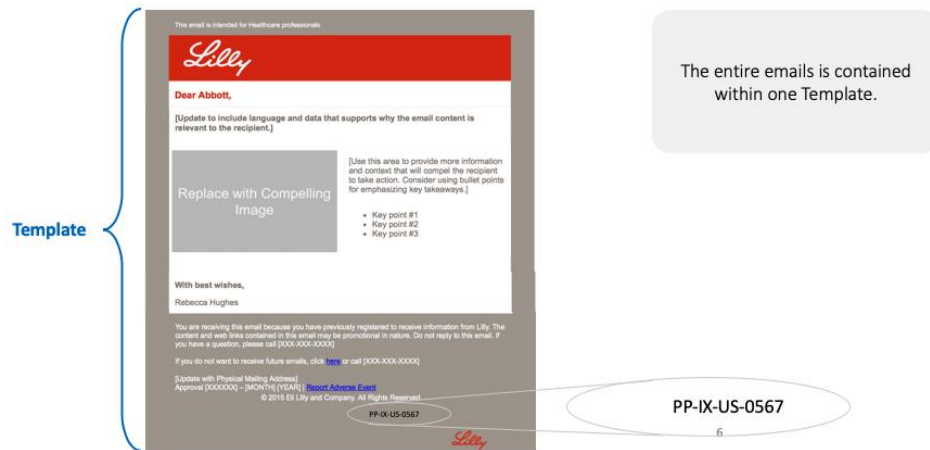 This email is intended for Healthcare professionals
Lilly
Dear Abbott,
[Update to include language and data that supports why the email content is
relevant to the recipient.]
Replace with Compelling
Image
[Use this area to provide more information
and context that will compel the recipient
to take action. Consider using bullet points
for emphasizing key takeaways.]
• Key point #1
• Key point #2
• Key point #3
With best wishes,
Rebecca Hughes
You are receiving this email because you have previously registered to receive information from Lilly. The
content and web links contained in this email may be promotional in nature. Do not reply to this email. If
you have a question, please call [XXX-XXX-XXXX]
If you do not want to receive future emails, click here or call [XXX-XXX-XXXX]
[Update with Physical Mailing Address]
Approval [XXXXXX] – [MONTH] [YEAR] | Report Adverse Event
© 2015 Eli Lilly and Company. All Rights Reserved
PP-IX-US-0567
Lilly
Template
The entire emails is contained
within one Template.
PP-IX-US-0567
6